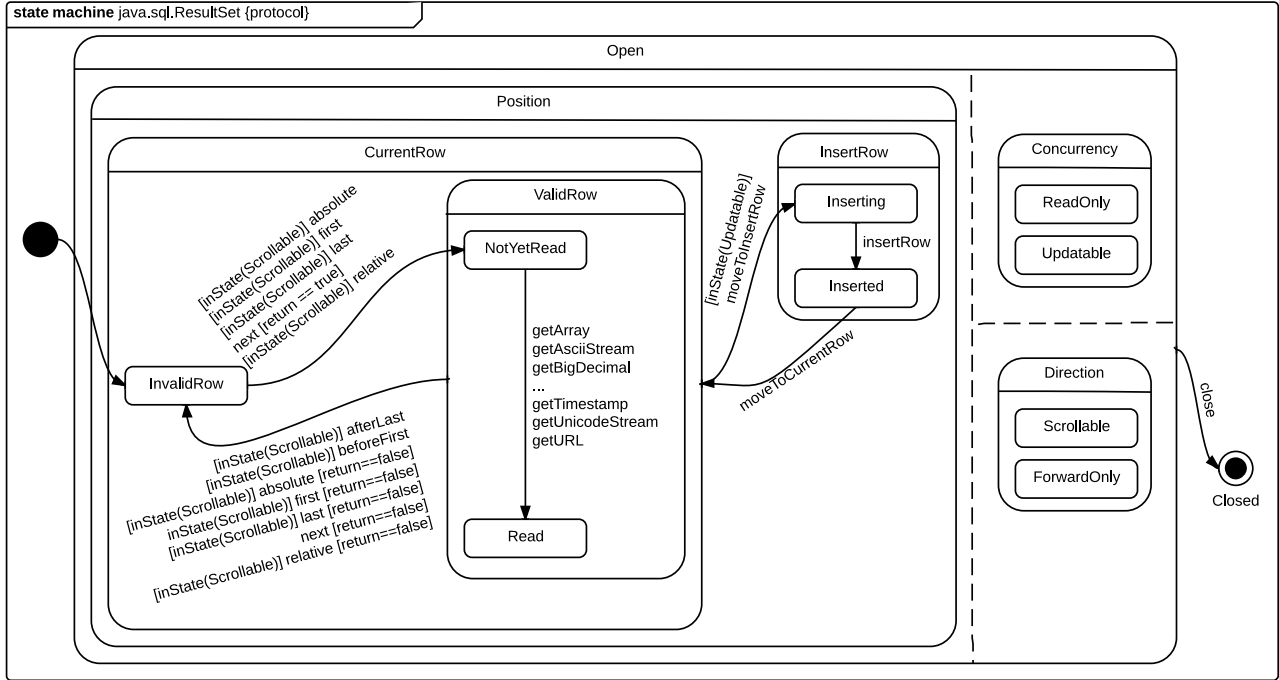 state machine java.sql.ResultSet {protocol}
Open
Position
CurrentRow
InsertRow
Concurrency
ValidRow
[inState(Scrollable)] absolute
[inState(Scrollable)] first
[inState(Scrollable)] last
next [return == true]
[inState(Scrollable)] relative
NotYetRead
[inState(Updatable)]
moveToInsertRow
Inserting
insertRow
Inserted
ReadOnly
Updatable
getArray
getAsciiStream
getBigDecimal
...
getTimestamp
getUnicodeStream
getURL
InvalidRow
moveToCurrentRow
Direction
Scrollable
ForwardOnly
close
Closed
[inState(Scrollable)] afterLast
[inState(Scrollable)] beforeFirst
[inState(Scrollable)] absolute [return==false]
inState(Scrollable)] first [return==false]
[inState(Scrollable)] last [return==false]
next [return==false]
[inState(Scrollable)] relative [return==false]
Read